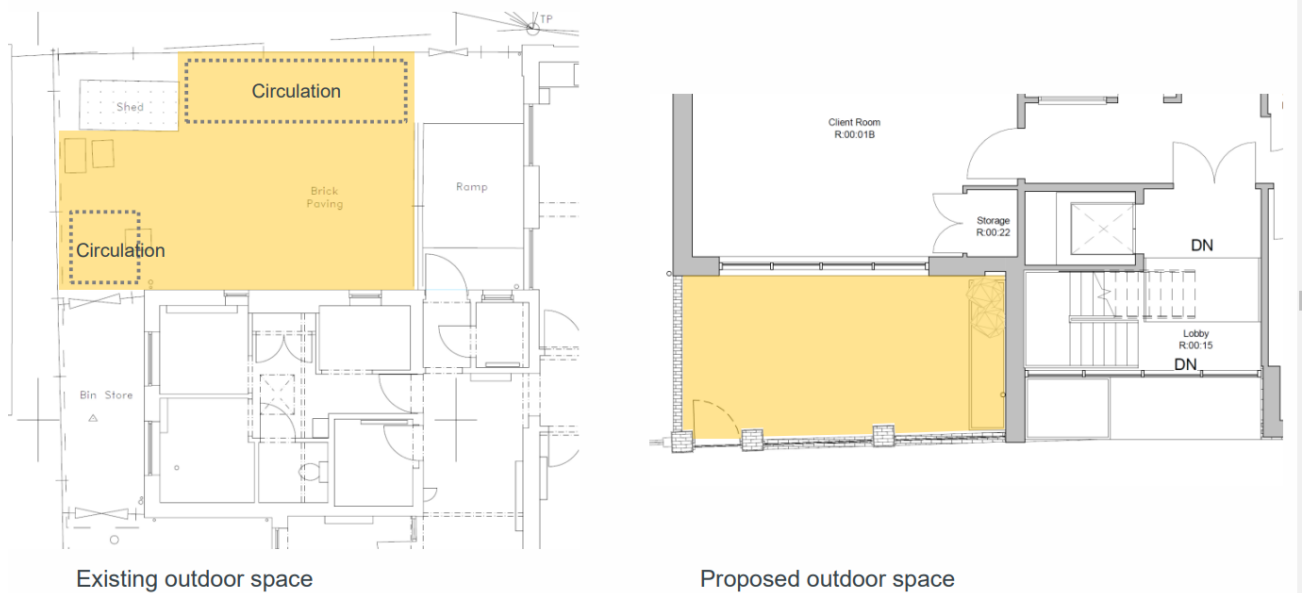 TP
Circulation
Shed
Brick
Paving
Ramp
Circulation
Bin Store
Existing outdoor space
Client Room
R:00:01B
Storage
R:00:22
DN
Lobby
R:00:15
DN
Proposed outdoor space